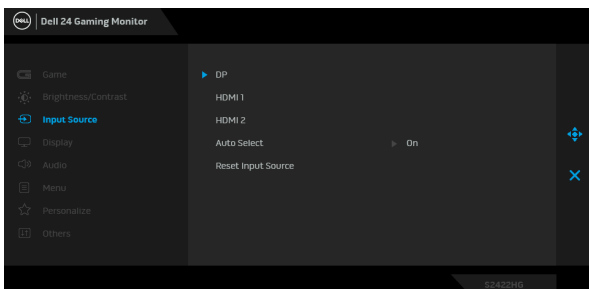 DELL Dell 24 Gaming Monitor
Game
DP
Brightness/Contrast
HDMI 1
Input Source
HDMI 2
Display
Auto Select On
Audio
Reset Input Source
Menu
Personalize
Others
S2422HG